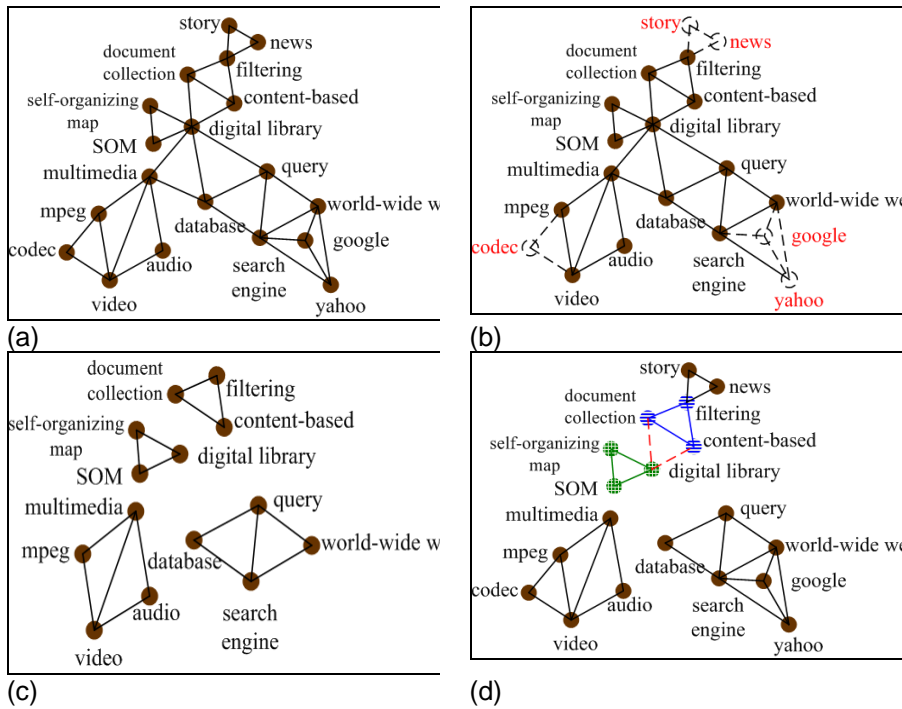 story
news
document
collection
filtering
self-organizing
map
content-based
digital library
SOM
multimedia
query
mpeg
world-wide we
database
google
codec
audio
search
engine
video
yahoo
(a)
story
news
document
collection
filtering
self-organizing
map
content-based
digital library
SOM
multimedia
query
mpeg
world-wide we
database
google
codec
audio
search
engine
video
yahoo
(b)
document
collection
filtering
content-based
self-organizing
map
digital library
SOM
multimedia
query
mpeg
database
world-wide w
audio
search
engine
video
(c)
story
news
document
collection
filtering
self-organizing
map
content-based
digital library
SOM
multimedia
query
mpeg
database
world-wide we
google
codec
audio
search
engine
video
yahoo
(d)